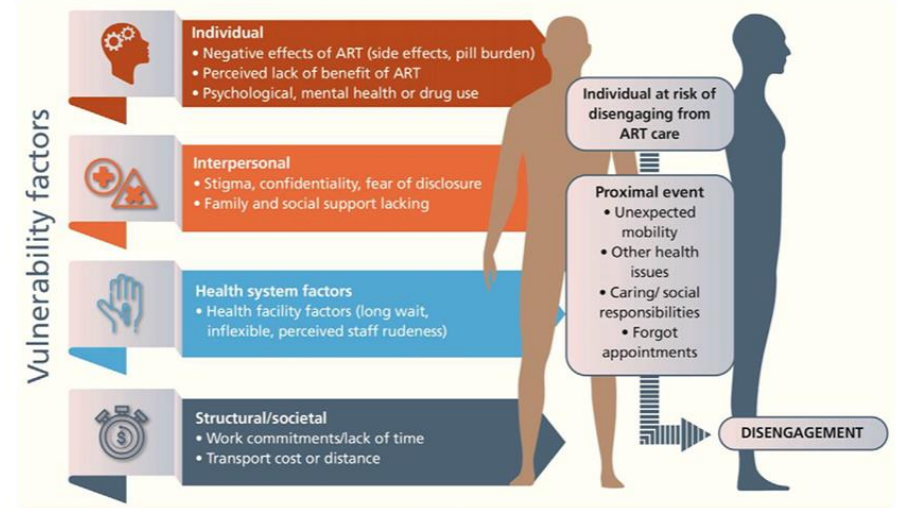 Vulnerability factors
Individual
• Negative effects of ART (side effects, pill burden)
• Perceived lack of benefit of ART
• Psychological, mental health or drug use
Interpersonal
• Stigma, confidentiality, fear of disclosure
• Family and social support lacking
Health system factors
• Health facility factors (long wait,
inflexible, perceived staff rudeness)
Structural/societal
• Work commitments/lack of time
• Transport cost or distance
$
Individual at risk of
disengaging from
ART care
Proximal event
• Unexpected
mobility
• Other health
issues
• Caring/ social
responsibilities
• Forgot
appointments
DISENGAGEMENT